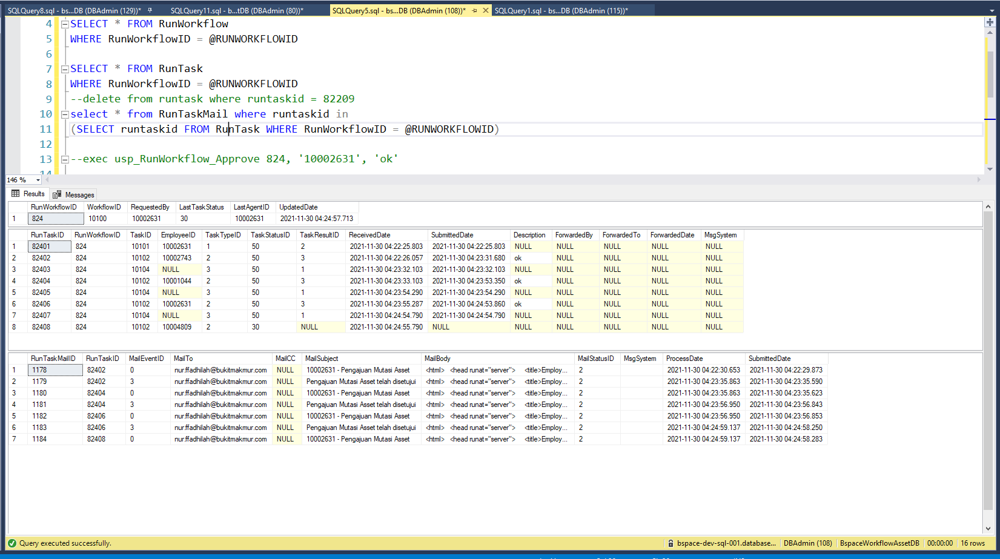 SQLQuery8.sql - bs...DB (DBAdmin (129))*
SQLQuery11.sql - b...tDB (DBAdmin (80))*
SQLQuery5.sql - bs...DB (DBAdmin (108))*
SQLQuery1.sql - bs...DB (DBAdmin (115))*
4 SELECT * FROM RunWorkflow
5 WHERE RunWorkflowID = @RUNWORKFLOWID
6
7 SELECT * FROM RunTask
8 WHERE RunWorkflowID = @RUNWORKFLOWID
9 --delete from runtask where runtaskid = 82209
10 select * from RunTaskMail where runtaskid in
11 (SELECT runtaskid FROM RunTask WHERE RunWorkflowID = @RUNWORKFLOWID)
12
13 --exec usp_RunWorkflow_Approve 824, '10002631', 'ok'
14
146 %
Results Messages
RunWorkflowID WorkflowID RequestedBy LastTaskStatus LastAgentID UpdatedDate
1 824 10100 10002631 30 10002631 2021-11-30 04:24:57.713
RunTaskID RunWorkflowID TaskID EmployeeID TaskTypeID TaskStatusID TaskResultID ReceivedDate SubmittedDate Description ForwardedBy ForwardedTo ForwardedDate MsgSystem
1 82401 824 10101 10002631 1 50 2 2021-11-30 04:22:25.803 2021-11-30 04:22:25.803 NULL NULL NULL NULL NULL
2 82402 824 10102 10002743 2 50 3 2021-11-30 04:22:26.057 2021-11-30 04:23:31.680 ok NULL NULL NULL NULL
3 82403 824 10104 NULL 3 50 1 2021-11-30 04:23:32.103 2021-11-30 04:23:32.103 NULL NULL NULL NULL NULL
4 82404 824 10102 10001044 2 50 3 2021-11-30 04:23:33.103 2021-11-30 04:23:53.350 ok NULL NULL NULL NULL
5 82405 824 10104 NULL 3 50 1 2021-11-30 04:23:54.290 2021-11-30 04:23:54.290 NULL NULL NULL NULL NULL
6 82406 824 10102 10002631 2 50 3 2021-11-30 04:23:55.287 2021-11-30 04:24:53.860 ok NULL NULL NULL NULL
7 82407 824 10104 NULL 3 50 1 2021-11-30 04:24:54.790 2021-11-30 04:24:54.790 NULL NULL NULL NULL NULL
8 82408 824 10102 10004809 2 30 NULL 2021-11-30 04:24:55.790 NULL NULL NULL NULL NULL NULL
RunTaskMailID RunTaskID MailEventID MailTo MailCC MailSubject MailBody MailStatusID MsgSystem ProcessDate SubmittedDate
1 1178 82402 0 nur.ffadhilah@bukitmakmur.com NULL 10002631 - Pengajuan Mutasi Asset <html> <head runat="server"> <title>Employ... 2 2021-11-30 04:22:30.653 2021-11-30 04:22:29.873
2 1179 82402 3 nur.ffadhilah@bukitmakmur.com NULL Pengajuan Mutasi Asset telah disetujui <html> <head runat="server"> <title>Employ... 2 2021-11-30 04:23:35.863 2021-11-30 04:23:35.590
3 1180 82404 0 nur.ffadhilah@bukitmakmur.com NULL 10002631 - Pengajuan Mutasi Asset <html> <head runat="server"> <title>Employ... 2 2021-11-30 04:23:35.863 2021-11-30 04:23:35.623
4 1181 82404 3 nur.ffadhilah@bukitmakmur.com NULL Pengajuan Mutasi Asset telah disetujui <html> <head runat="server"> <title>Employ... 2 2021-11-30 04:23:56.950 2021-11-30 04:23:56.843
5 1182 82406 0 nur.ffadhilah@bukitmakmur.com NULL 10002631 - Pengajuan Mutasi Asset <html> <head runat="server"> <title>Employ... 2 2021-11-30 04:23:56.950 2021-11-30 04:23:56.853
6 1183 82406 3 nur.ffadhilah@bukitmakmur.com NULL Pengajuan Mutasi Asset telah disetujui <html> <head runat="server"> <title>Employ... 2 2021-11-30 04:24:59.137 2021-11-30 04:24:58.250
7 1184 82408 0 nur.ffadhilah@bukitmakmur.com NULL 10002631 - Pengajuan Mutasi Asset <html> <head runat="server"> <title>Employ... 2 2021-11-30 04:24:59.137 2021-11-30 04:24:58.283
Query executed successfully. bspace-dev-sql-001.database... DBAdmin (108) BspaceWorkflowAssetDB 00:00:00 16 rows